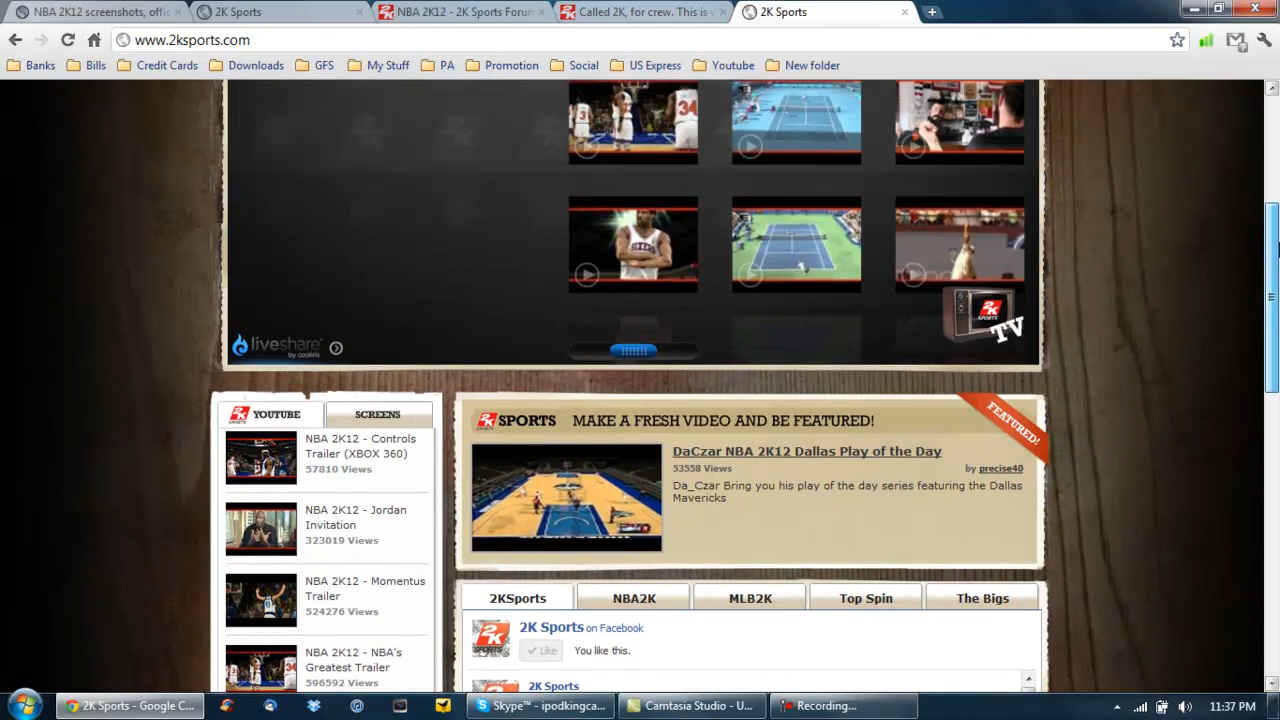 NBA 2K12 screenshots, offic
2K Sports
NBA 2K12 - 2K Sports Forun
Called 2K, for crew. This is v
2K Sports
www.2ksports.com
Banks
Bills
Credit Cards
Downloads
GFS
My Stuff
PA
Promotion
Social
US Express
Youtube
New folder
liveshare
by cooliris
2K
SPORTS
TV
2K SPORTS YOUTUBE
SCREENS
NBA 2K12 - Controls
Trailer (XBOX 360)
57810 Views
NBA 2K12 - Jordan
Invitation
323019 Views
NBA 2K12 - Momentus
Trailer
524276 Views
NBA 2K12 - NBA's
Greatest Trailer
596592 Views
2K SPORTS MAKE A FRESH VIDEO AND BE FEATURED!
FEATURED!
DaCzar NBA 2K12 Dallas Play of the Day
53558 Views by precise40
Da_Czar Bring you his play of the day series featuring the Dallas
Mavericks
2KSports
NBA2K
MLB2K
Top Spin
The Bigs
2K Sports on Facebook
Like
You like this.
2K Sports
2K Sports - Google C...
Skype™ - ipodkingca...
Camtasia Studio - U...
Recording...
11:37 PM